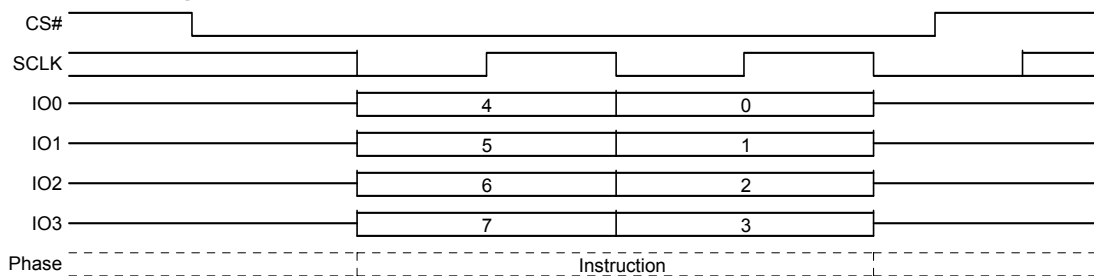 CS#
SCLK
IO0 4 0
IO1 5 1
IO2 6 2
IO3 7 3
Phase Instruction